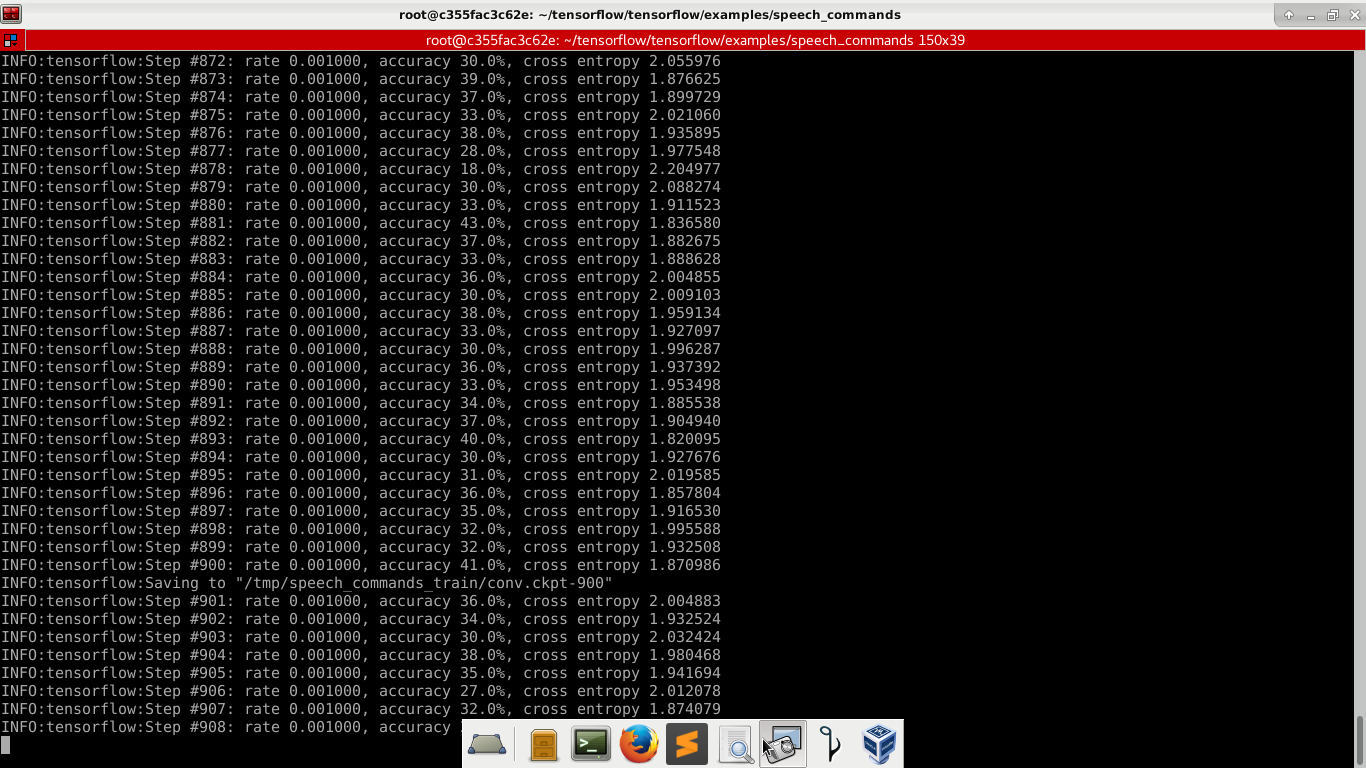 root@c355fac3c62e: ~/tensorflow/tensorflow/examples/speech_commands
root@c355fac3c62e: ~/tensorflow/tensorflow/examples/speech_commands 150x39
INFO:tensorflow:Step #872: rate 0.001000, accuracy 30.0%, cross entropy 2.055976
INFO:tensorflow:Step #873: rate 0.001000, accuracy 39.0%, cross entropy 1.876625
INFO:tensorflow:Step #874: rate 0.001000, accuracy 37.0%, cross entropy 1.899729
INFO:tensorflow:Step #875: rate 0.001000, accuracy 33.0%, cross entropy 2.021060
INFO:tensorflow:Step #876: rate 0.001000, accuracy 38.0%, cross entropy 1.935895
INFO:tensorflow:Step #877: rate 0.001000, accuracy 28.0%, cross entropy 1.977548
INFO:tensorflow:Step #878: rate 0.001000, accuracy 18.0%, cross entropy 2.204977
INFO:tensorflow:Step #879: rate 0.001000, accuracy 30.0%, cross entropy 2.088274
INFO:tensorflow:Step #880: rate 0.001000, accuracy 33.0%, cross entropy 1.911523
INFO:tensorflow:Step #881: rate 0.001000, accuracy 43.0%, cross entropy 1.836580
INFO:tensorflow:Step #882: rate 0.001000, accuracy 37.0%, cross entropy 1.882675
INFO:tensorflow:Step #883: rate 0.001000, accuracy 33.0%, cross entropy 1.888628
INFO:tensorflow:Step #884: rate 0.001000, accuracy 36.0%, cross entropy 2.004855
INFO:tensorflow:Step #885: rate 0.001000, accuracy 30.0%, cross entropy 2.009103
INFO:tensorflow:Step #886: rate 0.001000, accuracy 38.0%, cross entropy 1.959134
INFO:tensorflow:Step #887: rate 0.001000, accuracy 33.0%, cross entropy 1.927097
INFO:tensorflow:Step #888: rate 0.001000, accuracy 30.0%, cross entropy 1.996287
INFO:tensorflow:Step #889: rate 0.001000, accuracy 36.0%, cross entropy 1.937392
INFO:tensorflow:Step #890: rate 0.001000, accuracy 33.0%, cross entropy 1.953498
INFO:tensorflow:Step #891: rate 0.001000, accuracy 34.0%, cross entropy 1.885538
INFO:tensorflow:Step #892: rate 0.001000, accuracy 37.0%, cross entropy 1.904940
INFO:tensorflow:Step #893: rate 0.001000, accuracy 40.0%, cross entropy 1.820095
INFO:tensorflow:Step #894: rate 0.001000, accuracy 30.0%, cross entropy 1.927676
INFO:tensorflow:Step #895: rate 0.001000, accuracy 31.0%, cross entropy 2.019585
INFO:tensorflow:Step #896: rate 0.001000, accuracy 36.0%, cross entropy 1.857804
INFO:tensorflow:Step #897: rate 0.001000, accuracy 35.0%, cross entropy 1.916530
INFO:tensorflow:Step #898: rate 0.001000, accuracy 32.0%, cross entropy 1.995588
INFO:tensorflow:Step #899: rate 0.001000, accuracy 32.0%, cross entropy 1.932508
INFO:tensorflow:Step #900: rate 0.001000, accuracy 41.0%, cross entropy 1.870986
INFO:tensorflow:Saving to "/tmp/speech_commands_train/conv.ckpt-900"
INFO:tensorflow:Step #901: rate 0.001000, accuracy 36.0%, cross entropy 2.004883
INFO:tensorflow:Step #902: rate 0.001000, accuracy 34.0%, cross entropy 1.932524
INFO:tensorflow:Step #903: rate 0.001000, accuracy 30.0%, cross entropy 2.032424
INFO:tensorflow:Step #904: rate 0.001000, accuracy 38.0%, cross entropy 1.980468
INFO:tensorflow:Step #905: rate 0.001000, accuracy 35.0%, cross entropy 1.941694
INFO:tensorflow:Step #906: rate 0.001000, accuracy 27.0%, cross entropy 2.012078
INFO:tensorflow:Step #907: rate 0.001000, accuracy 32.0%, cross entropy 1.874079
INFO:tensorflow:Step #908: rate 0.001000, accuracy